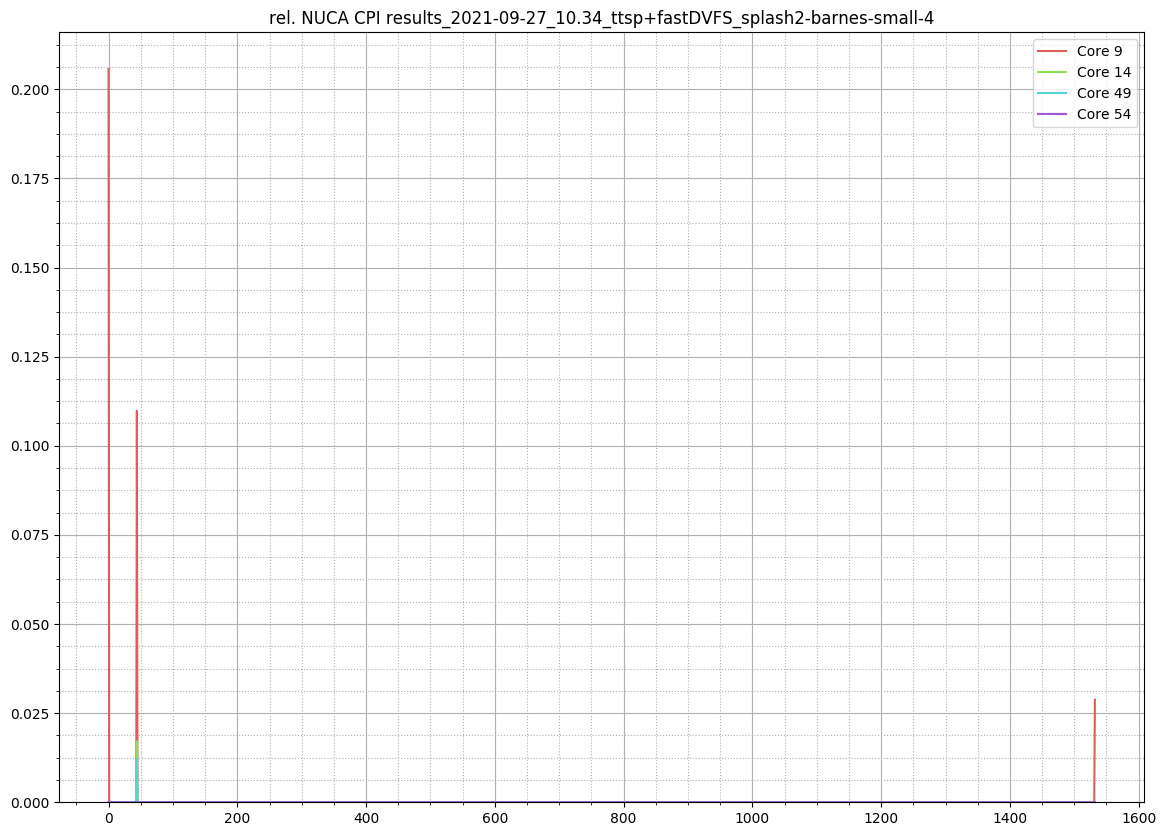 rel. NUCA CPI results_2021-09-27_10.34_ttsp+fastDVFS_splash2-barnes-small-4
Core 9
Core 14
Core 49
Core 54
0.200
0.175
0.150
0.125
0.100
0.075
0.050
0.025
0.000
0 200 400 600 800 1000 1200 1400 1600